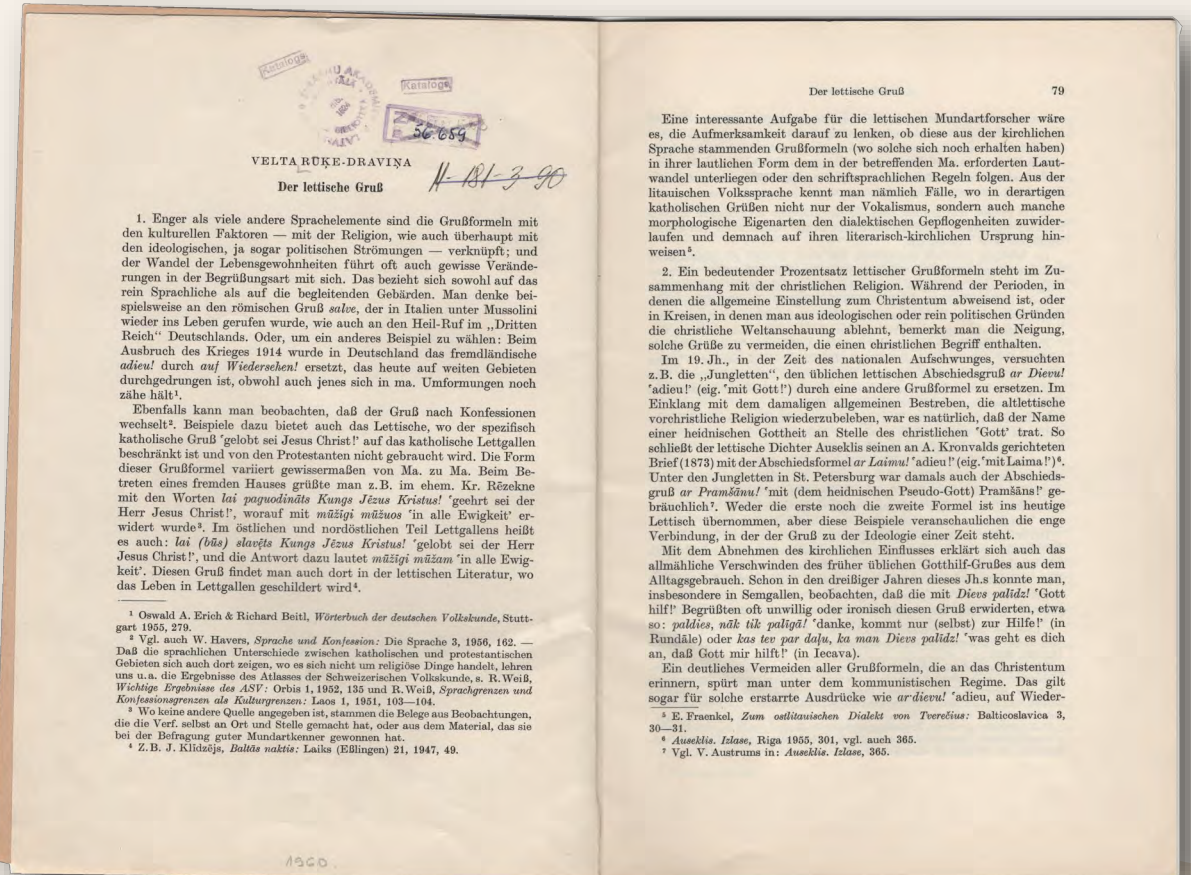 Kataloga
Kataloga
36 689
VELTA RŪĶE-DRAVIŅA
N-181-3-90
Der lettische Gruß
1. Enger als viele andere Sprachelemente sind die Grußformeln mit
den kulturellen Faktoren — mit der Religion, wie auch überhaupt mit
den ideologischen, ja sogar politischen Strömungen — verknüpft; und
der Wandel der Lebensgewohnheiten führt oft auch gewisse Verände-
rungen in der Begrüßungsart mit sich. Das bezieht sich sowohl auf das
rein Sprachliche als auf die begleitenden Gebärden. Man denke bei-
spielsweise an den römischen Gruß salve, der in Italien unter Mussolini
wieder ins Leben gerufen wurde, wie auch an den Heil-Ruf im „Dritten
Reich“ Deutschlands. Oder, um ein anderes Beispiel zu wählen: Beim
Ausbruch des Krieges 1914 wurde in Deutschland das fremdländische
adieu! durch auf Wiedersehen! ersetzt, das heute auf weiten Gebieten
durchgedrungen ist, obwohl auch jenes sich in ma. Umformungen noch
zähe hält¹.
Ebenfalls kann man beobachten, daß der Gruß nach Konfessionen
wechselt². Beispiele dazu bietet auch das Lettische, wo der spezifisch
katholische Gruß 'gelobt sei Jesus Christ!' auf das katholische Lettgallen
beschränkt ist und von den Protestanten nicht gebraucht wird. Die Form
dieser Grußformel variiert gewissermaßen von Ma. zu Ma. Beim Be-
treten eines fremden Hauses grüßte man z.B. im ehem. Kr. Rēzekne
mit den Worten lai paguodināts Kungs Jēzus Kristus! 'geehrt sei der
Herr Jesus Christ!', worauf mit mūžigi mūžuos 'in alle Ewigkeit' er-
widert wurde³. Im östlichen und nordöstlichen Teil Lettgallens heißt
es auch: lai (būs) slavęts Kungs Jēzus Kristus! 'gelobt sei der Herr
Jesus Christ!', und die Antwort dazu lautet mūžigi mūžam 'in alle Ewig-
keit'. Diesen Gruß findet man auch dort in der lettischen Literatur, wo
das Leben in Lettgallen geschildert wird⁴.
¹ Oswald A. Erich & Richard Beitl, Wörterbuch der deutschen Volkskunde, Stutt-
gart 1955, 279.
² Vgl. auch W. Havers, Sprache und Konfession: Die Sprache 3, 1956, 162. —
Daß die sprachlichen Unterschiede zwischen katholischen und protestantischen
Gebieten sich auch dort zeigen, wo es sich nicht um religiöse Dinge handelt, lehren
uns u.a. die Ergebnisse des Atlasses der Schweizerischen Volkskunde, s. R. Weiß,
Wichtige Ergebnisse des ASV: Orbis 1, 1952, 135 und R. Weiß, Sprachgrenzen und
Konfessionsgrenzen als Kulturgrenzen: Laos 1, 1951, 103—104.
³ Wo keine andere Quelle angegeben ist, stammen die Belege aus Beobachtungen,
die die Verf. selbst an Ort und Stelle gemacht hat, oder aus dem Material, das sie
bei der Befragung guter Mundartkenner gewonnen hat.
⁴ Z.B. J. Klīdzējs, Baltās naktis: Laiks (Eßlingen) 21, 1947, 49.
1960.
Der lettische Gruß 79
Eine interessante Aufgabe für die lettischen Mundartforscher wäre
es, die Aufmerksamkeit darauf zu lenken, ob diese aus der kirchlichen
Sprache stammenden Grußformeln (wo solche sich noch erhalten haben)
in ihrer lautlichen Form dem in der betreffenden Ma. erforderten Laut-
wandel unterliegen oder den schriftsprachlichen Regeln folgen. Aus der
litauischen Volkssprache kennt man nämlich Fälle, wo in derartigen
katholischen Grüßen nicht nur der Vokalismus, sondern auch manche
morphologische Eigenarten den dialektischen Gepflogenheiten zuwider-
laufen und demnach auf ihren literarisch-kirchlichen Ursprung hin-
weisen⁵.
2. Ein bedeutender Prozentsatz lettischer Grußformeln steht im Zu-
sammenhang mit der christlichen Religion. Während der Perioden, in
denen die allgemeine Einstellung zum Christentum abweisend ist, oder
in Kreisen, in denen man aus ideologischen oder rein politischen Gründen
die christliche Weltanschauung ablehnt, bemerkt man die Neigung,
solche Grüße zu vermeiden, die einen christlichen Begriff enthalten.
Im 19. Jh., in der Zeit des nationalen Aufschwunges, versuchten
z.B. die „Jungletten“, den üblichen lettischen Abschiedsgruß ar Dievu!
'adieu!' (eig. 'mit Gott!') durch eine andere Grußformel zu ersetzen. Im
Einklang mit dem damaligen allgemeinen Bestreben, die altlettische
vorchristliche Religion wiederzubeleben, war es natürlich, daß der Name
einer heidnischen Gottheit an Stelle des christlichen 'Gott' trat. So
schließt der lettische Dichter Auseklis seinen an A. Kronvalds gerichteten
Brief (1873) mit der Abschiedsformel ar Laimu! 'adieu!' (eig. 'mit Laima!')⁶.
Unter den Jungletten in St. Petersburg war damals auch der Abschieds-
gruß ar Pramšānu! 'mit (dem heidnischen Pseudo-Gott) Pramšāns!' ge-
bräuchlich⁷. Weder die erste noch die zweite Formel ist ins heutige
Lettisch übernommen, aber diese Beispiele veranschaulichen die enge
Verbindung, in der der Gruß zu der Ideologie einer Zeit steht.
Mit dem Abnehmen des kirchlichen Einflusses erklärt sich auch das
allmähliche Verschwinden des früher üblichen Gotthilf-Grußes aus dem
Alltagsgebrauch. Schon in den dreißiger Jahren dieses Jh.s konnte man,
insbesondere in Semgallen, beobachten, daß die mit Dievs palīdz! 'Gott
hilf!' Begrüßten oft unwillig oder ironisch diesen Gruß erwiderten, etwa
so: paldies, nāk tik palīgā! 'danke, kommt nur (selbst) zur Hilfe!' (in
Rundāle) oder kas tev par daļu, ka man Dievs palīdz! 'was geht es dich
an, daß Gott mir hilft!' (in Iecava).
Ein deutliches Vermeiden aller Grußformeln, die an das Christentum
erinnern, spürt man unter dem kommunistischen Regime. Das gilt
sogar für solche erstarrte Ausdrücke wie ardievu! 'adieu, auf Wieder-
⁵ E. Fraenkel, Zum ostlitauischen Dialekt von Tverečius: Balticoslavica 3,
30—31.
⁶ Auseklis. Izlase, Riga 1955, 301, vgl. auch 365.
⁷ Vgl. V. Austrums in: Auseklis. Izlase, 365.